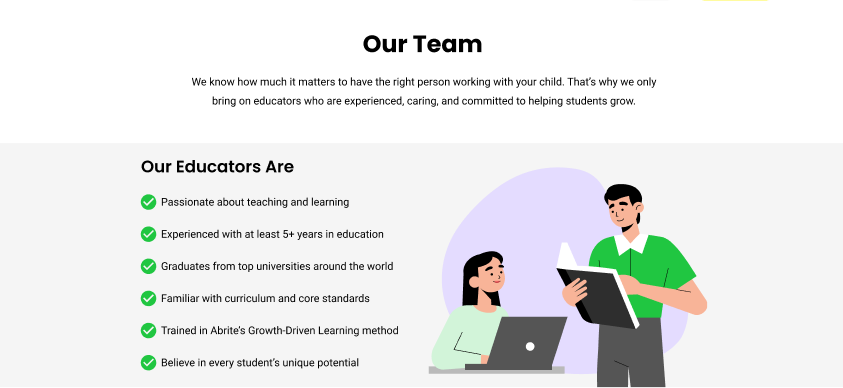 Our Team
We know how much it matters to have the right person working with your child. That's why we only
bring on educators who are experienced, caring, and committed to helping students grow.
Our Educators Are
Passionate about teaching and learning
Experienced with at least 5+ years in education
Graduates from top universities around the world
Familiar with curriculum and core standards
Trained in Abrite's Growth-Driven Learning method
Believe in every student's unique potential